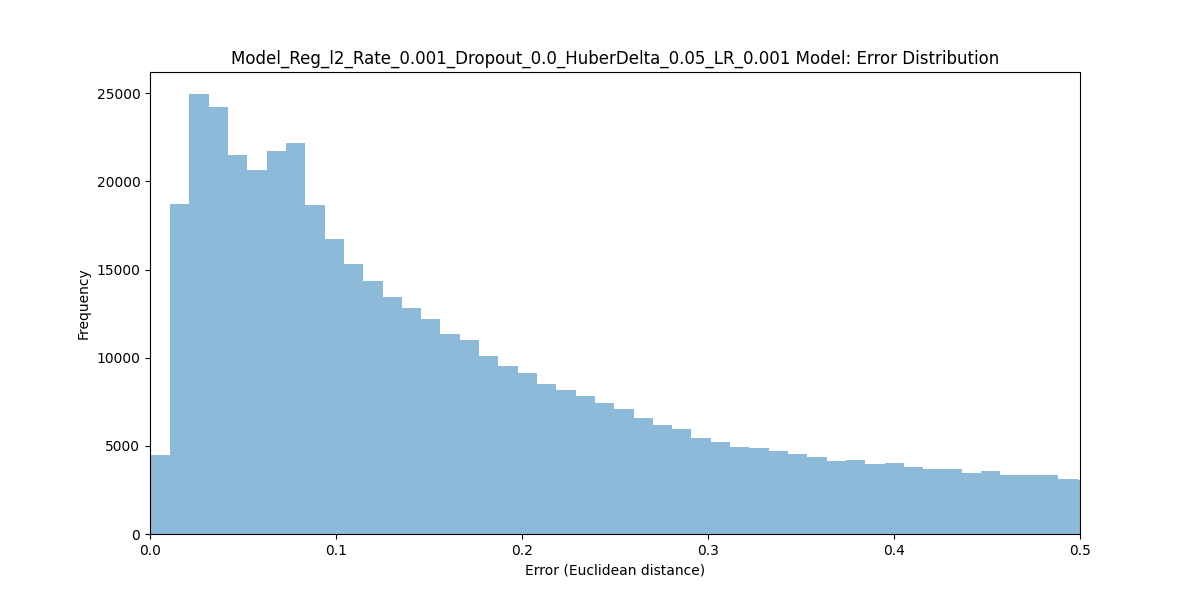 Model_Reg_l2_Rate_0.001_Dropout_0.0_HuberDelta_0.05_LR_0.001 Model: Error Distribution
25000
20000
15000
10000
5000
0
Frequency
0.0 0.1 0.2 0.3 0.4 0.5
Error (Euclidean distance)